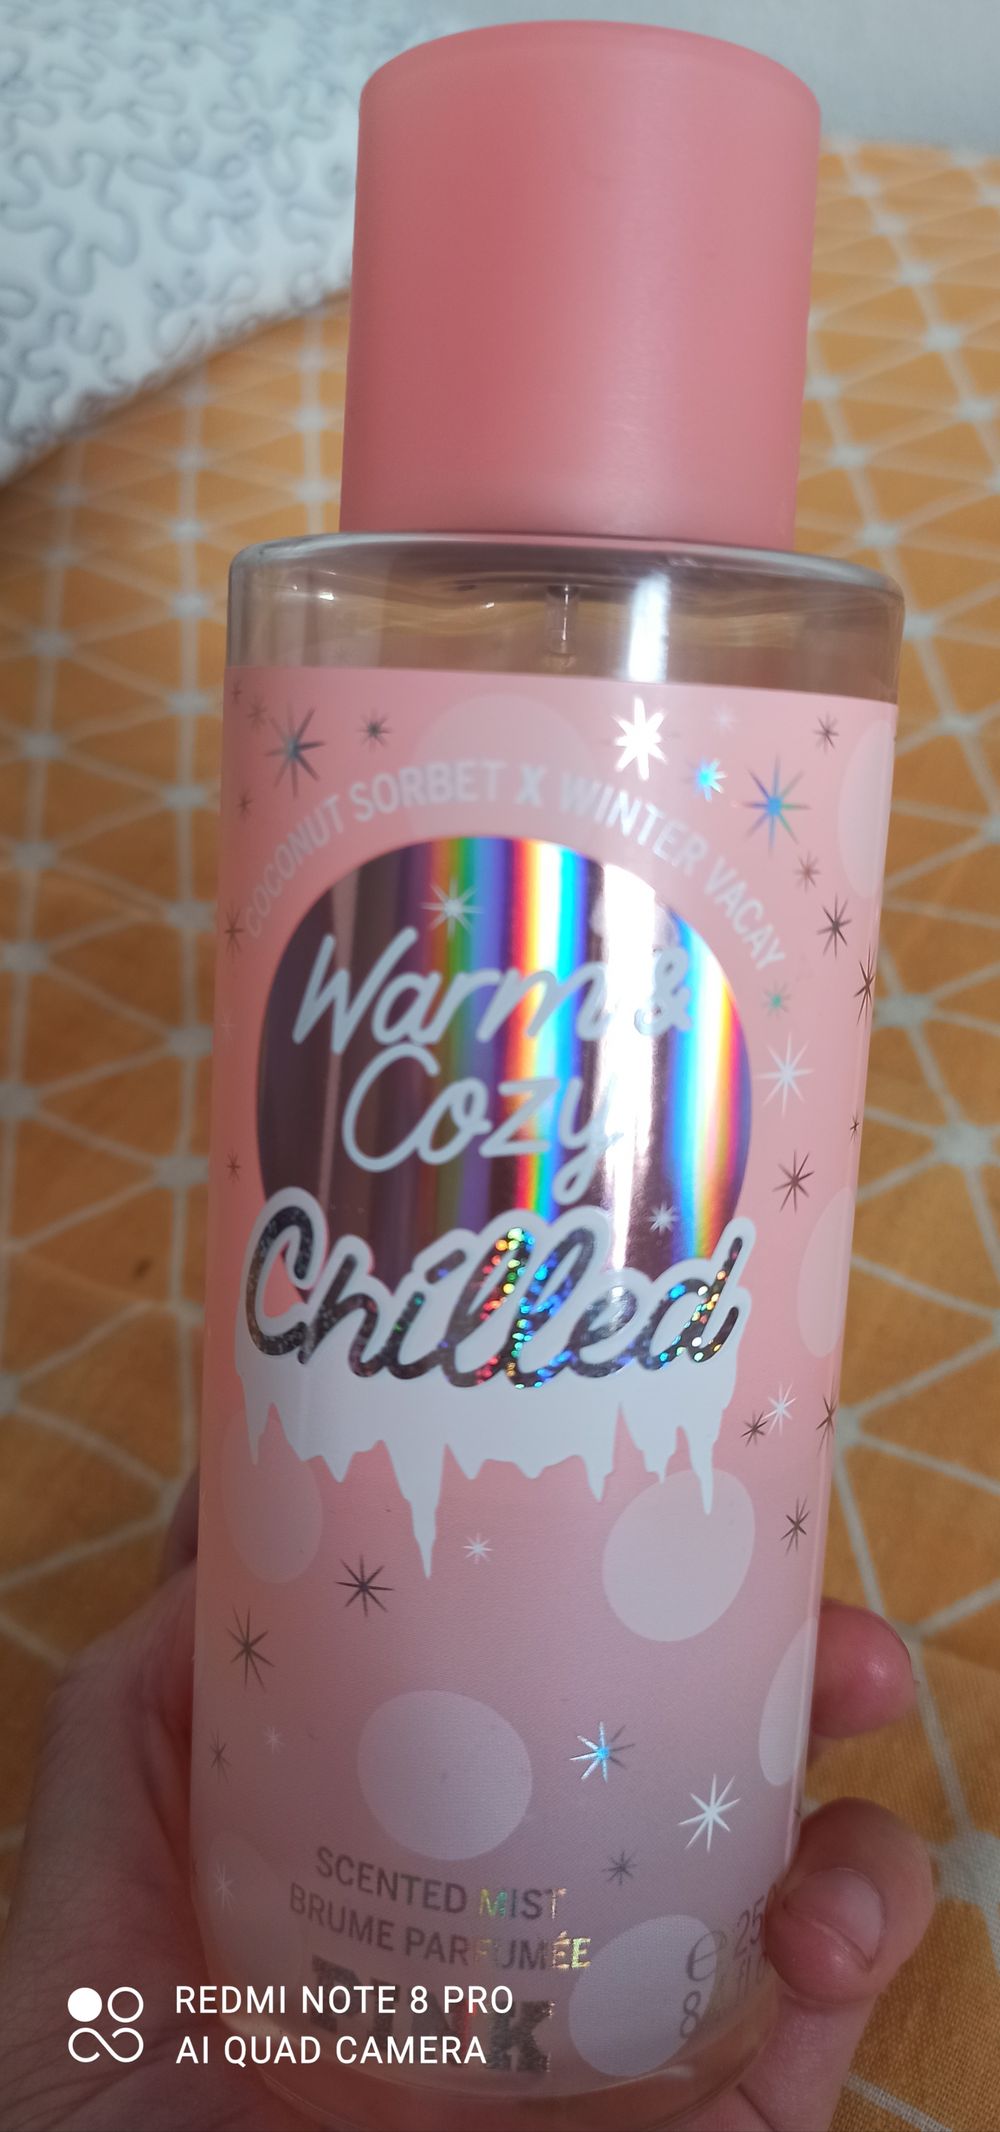 COCONUT SORBET X WINTER VACAY
Warm &
Cozy
Chilled
SCENTED MIST
BRUME PARFUMÉE
PINK
REDMI NOTE 8 PRO
AI QUAD CAMERA